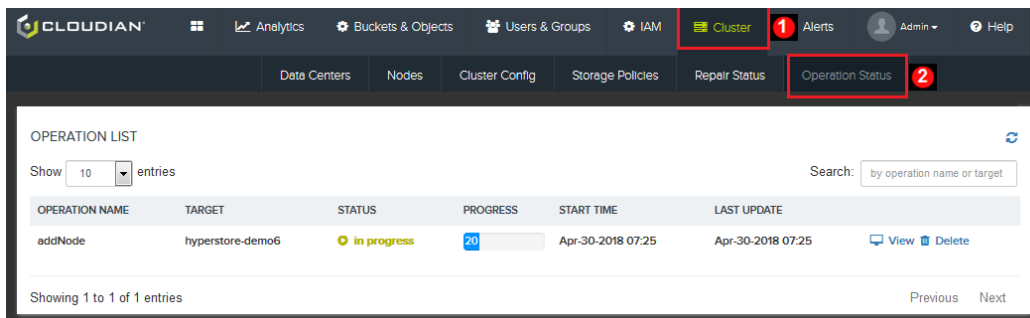 CLOUDIAN Analytics Buckets & Objects Users & Groups IAM Cluster 1 Alerts Admin Help
Data Centers Nodes Cluster Config Storage Policies Repair Status Operation Status 2
OPERATION LIST
Show 10 entries Search: by operation name or target
OPERATION NAME TARGET STATUS PROGRESS START TIME LAST UPDATE
addNode hyperstore-demo6 in progress 20 Apr-30-2018 07:25 Apr-30-2018 07:25 View Delete
Showing 1 to 1 of 1 entries Previous Next